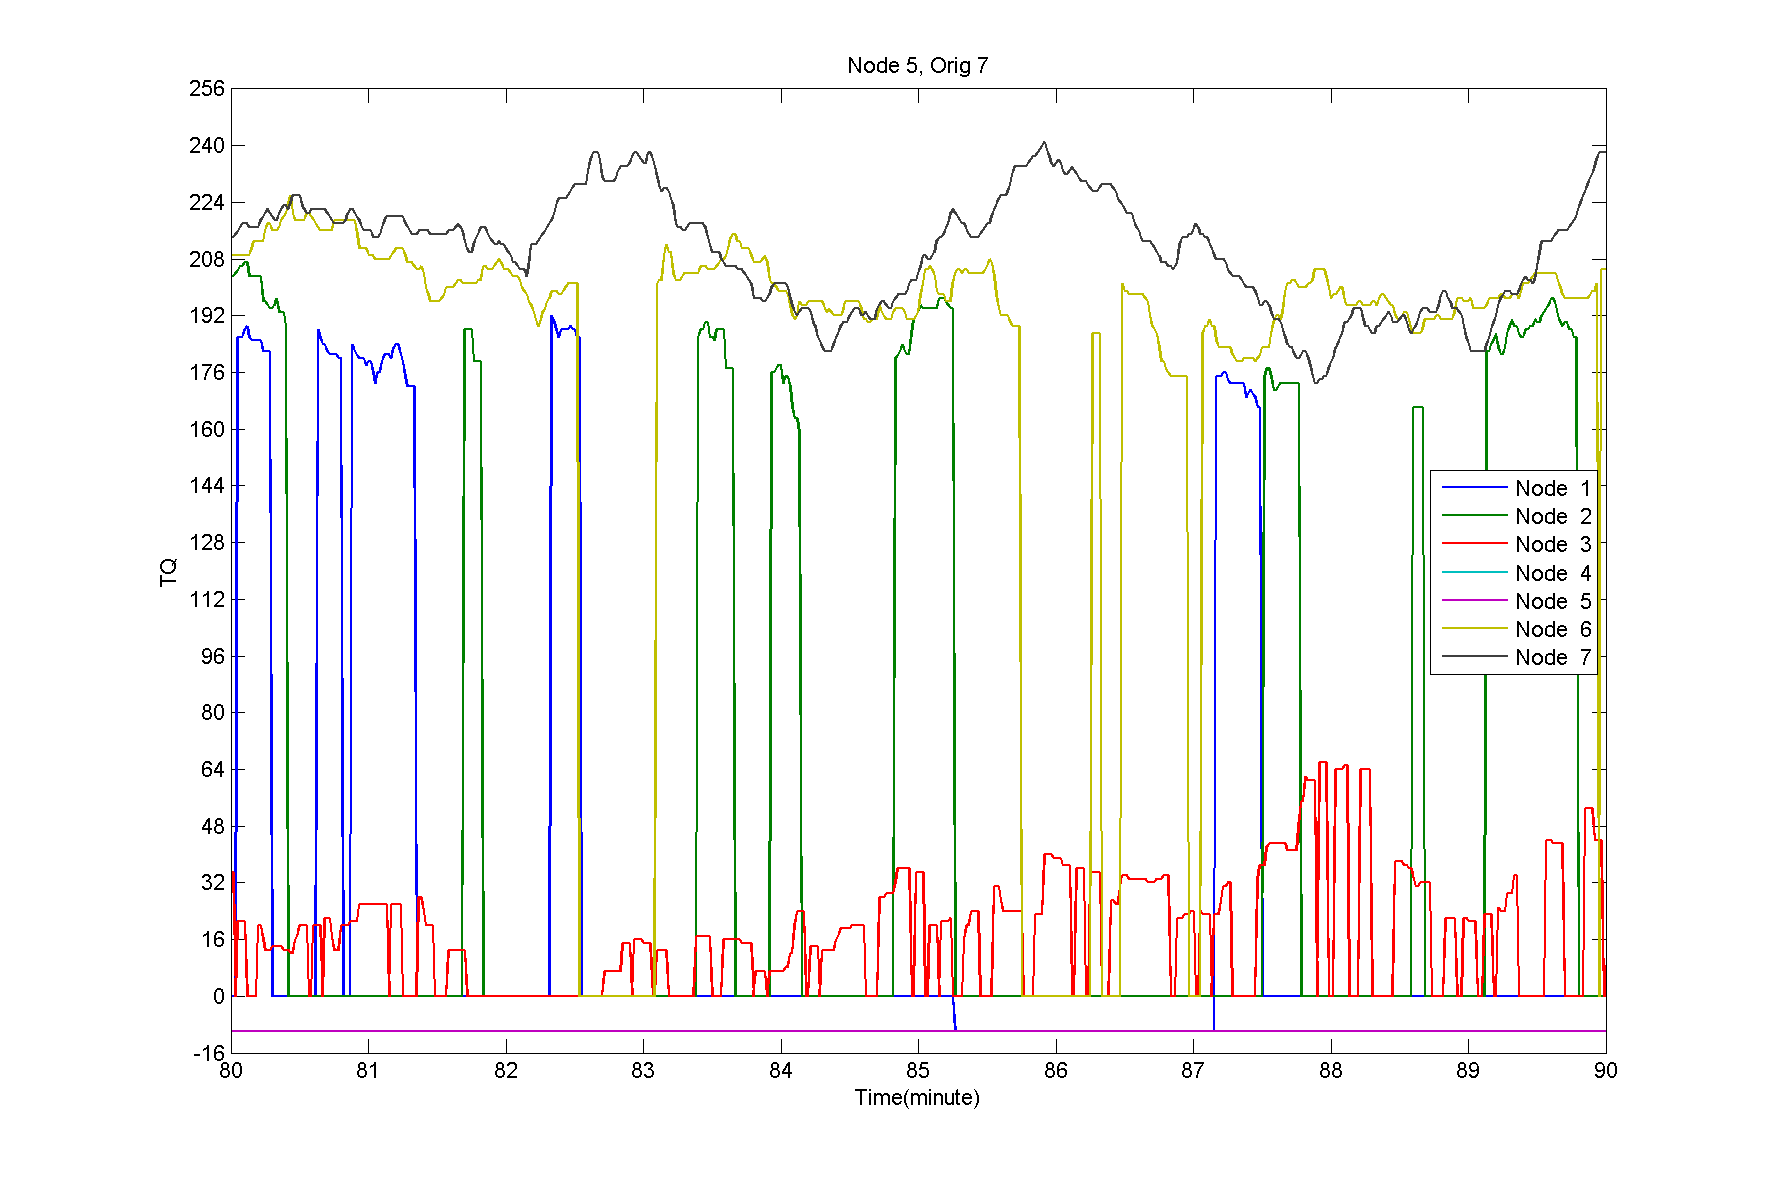 Node 5, Orig 7
256
240
224
208
192
176
160
144
128
112
96
80
64
48
32
16
0
-16
TQ
Node 1
Node 2
Node 3
Node 4
Node 5
Node 6
Node 7
80 81 82 83 84 85 86 87 88 89 90
Time(minute)